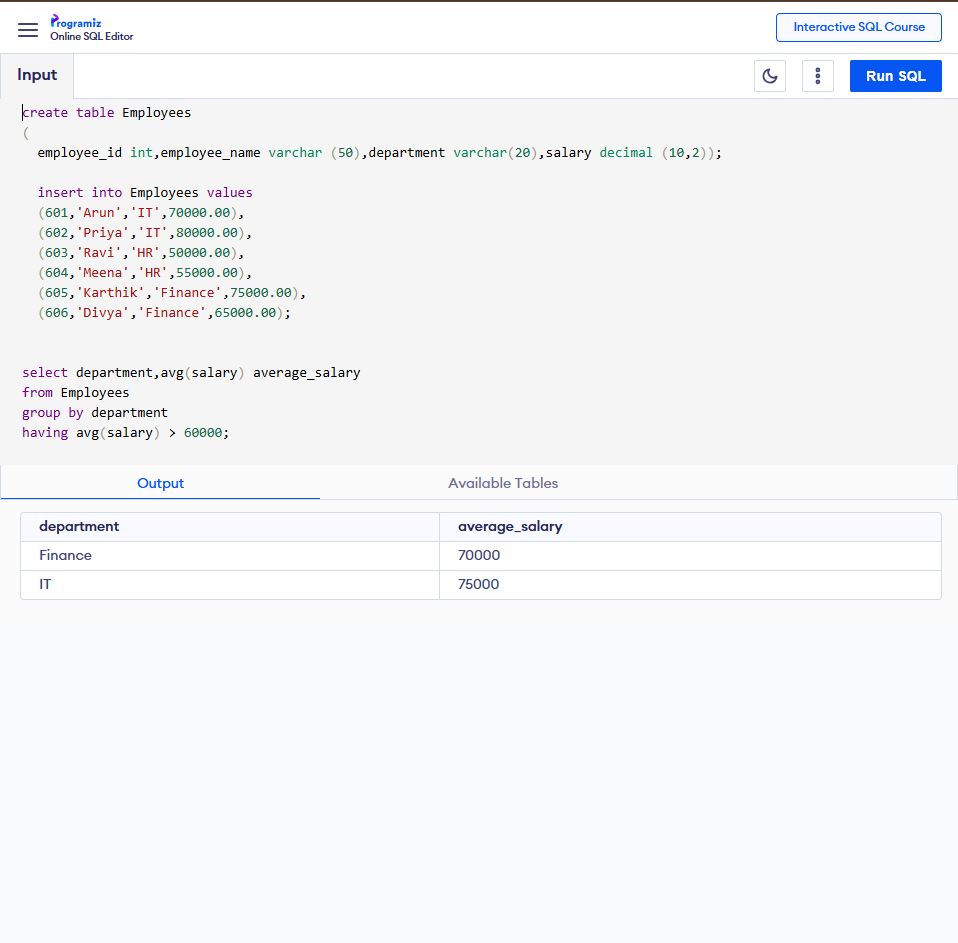 Programiz
Online SQL Editor
Interactive SQL Course
Input
Run SQL
create table Employees
(
employee_id int,employee_name varchar (50),department varchar(20),salary decimal (10,2));
insert into Employees values
(601,'Arun','IT',70000.00),
(602,'Priya','IT',80000.00),
(603,'Ravi','HR',50000.00),
(604,'Meena','HR',55000.00),
(605,'Karthik','Finance',75000.00),
(606,'Divya','Finance',65000.00);
select department,avg(salary) average_salary
from Employees
group by department
having avg(salary) > 60000;
Output Available Tables
department average_salary
Finance 70000
IT 75000